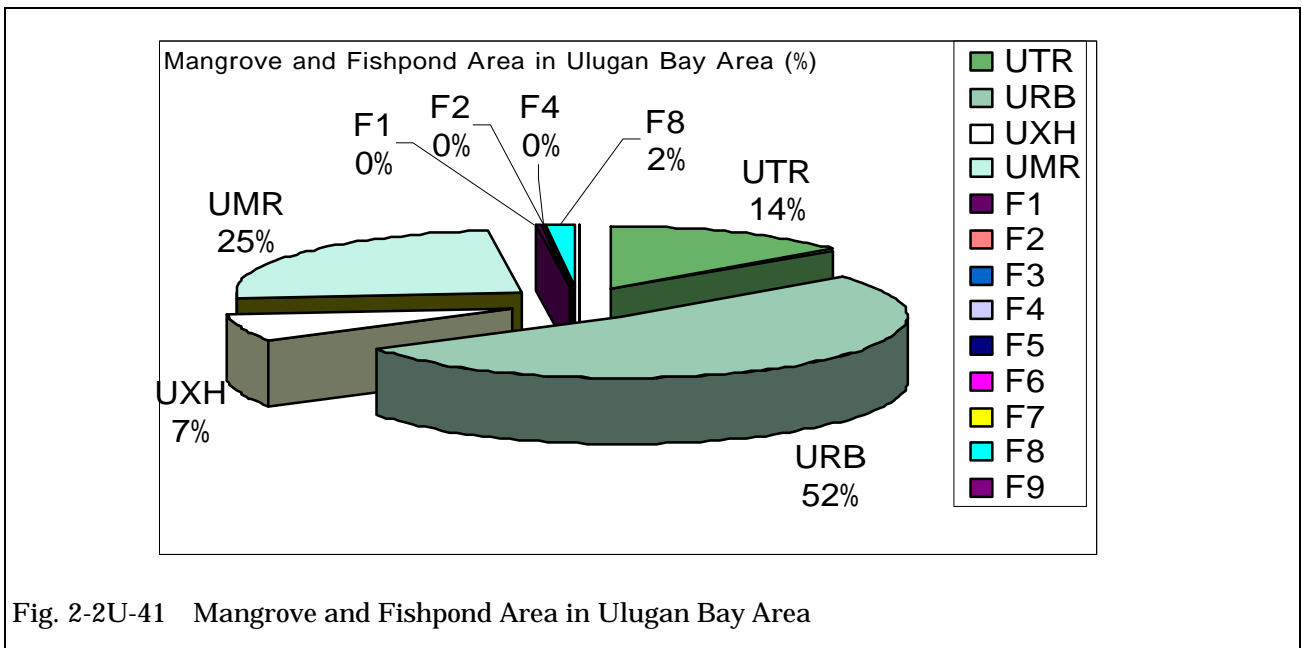 Mangrove and Fishpond Area in Ulugan Bay Area (%)
F1
0%
F2
0%
F4
0%
F8
2%
UTR
14%
UMR
25%
UXH
7%
URB
52%
UTR
URB
UXH
UMR
F1
F2
F3
F4
F5
F6
F7
F8
F9
Fig. 2-2U-41 Mangrove and Fishpond Area in Ulugan Bay Area